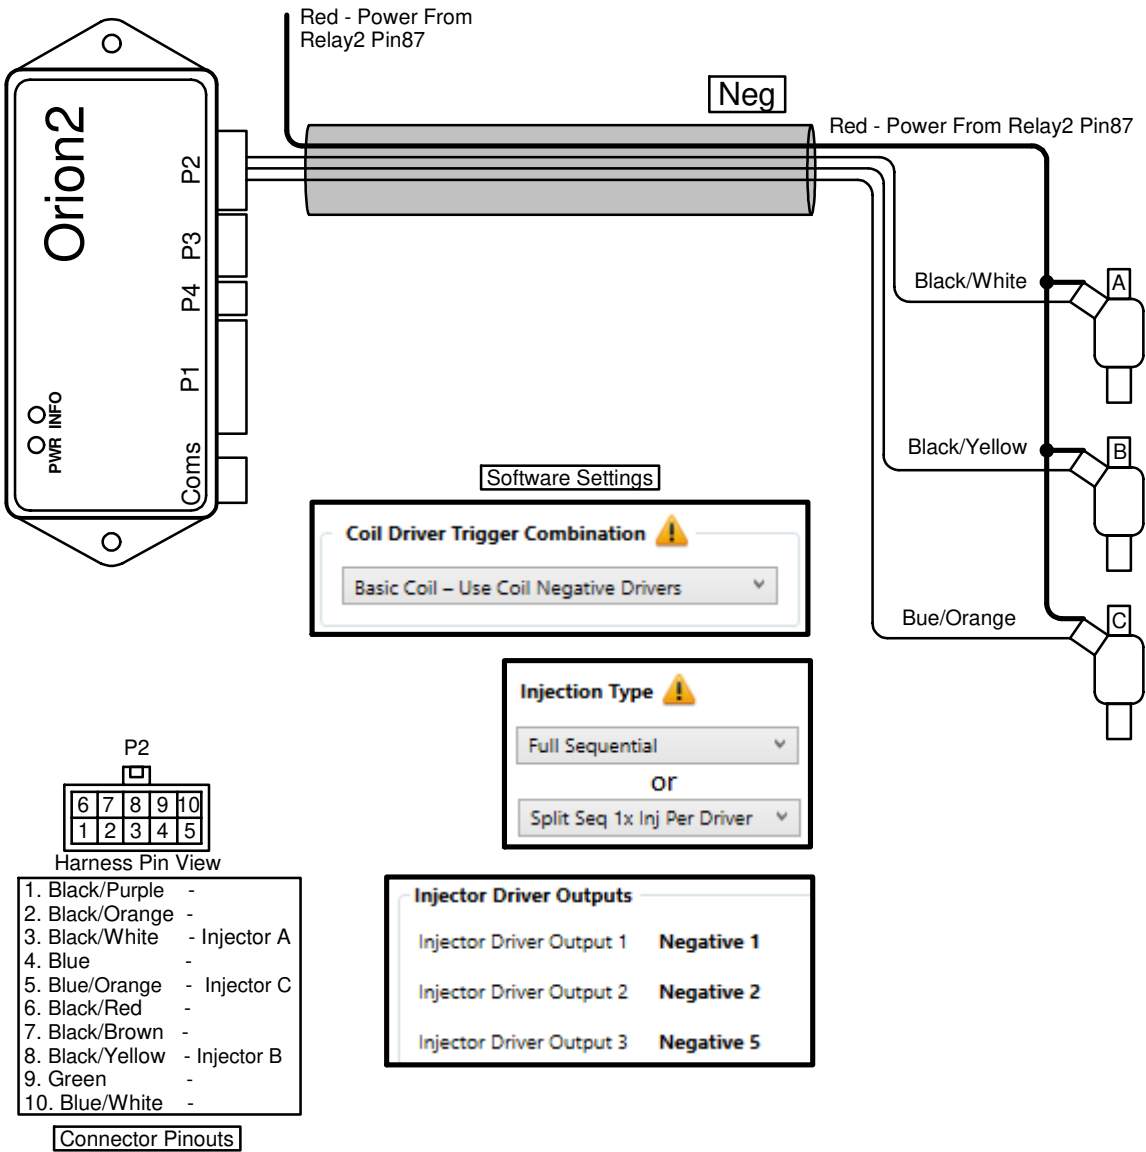 Red - Power From
Relay2 Pin87
Neg
Red - Power From Relay2 Pin87
Orion2
P2
P3
P4
P1
Coms
INFO
PWR
Black/White
A
Black/Yellow
B
Bue/Orange
C
Software Settings
Coil Driver Trigger Combination
Basic Coil – Use Coil Negative Drivers
Injection Type
Full Sequential
or
Split Seq 1x Inj Per Driver
Injector Driver Outputs
Injector Driver Output 1 Negative 1
Injector Driver Output 2 Negative 2
Injector Driver Output 3 Negative 5
P2
6 7 8 9 10
1 2 3 4 5
Harness Pin View
1. Black/Purple -
2. Black/Orange -
3. Black/White - Injector A
4. Blue -
5. Blue/Orange - Injector C
6. Black/Red -
7. Black/Brown -
8. Black/Yellow - Injector B
9. Green -
10. Blue/White -
Connector Pinouts